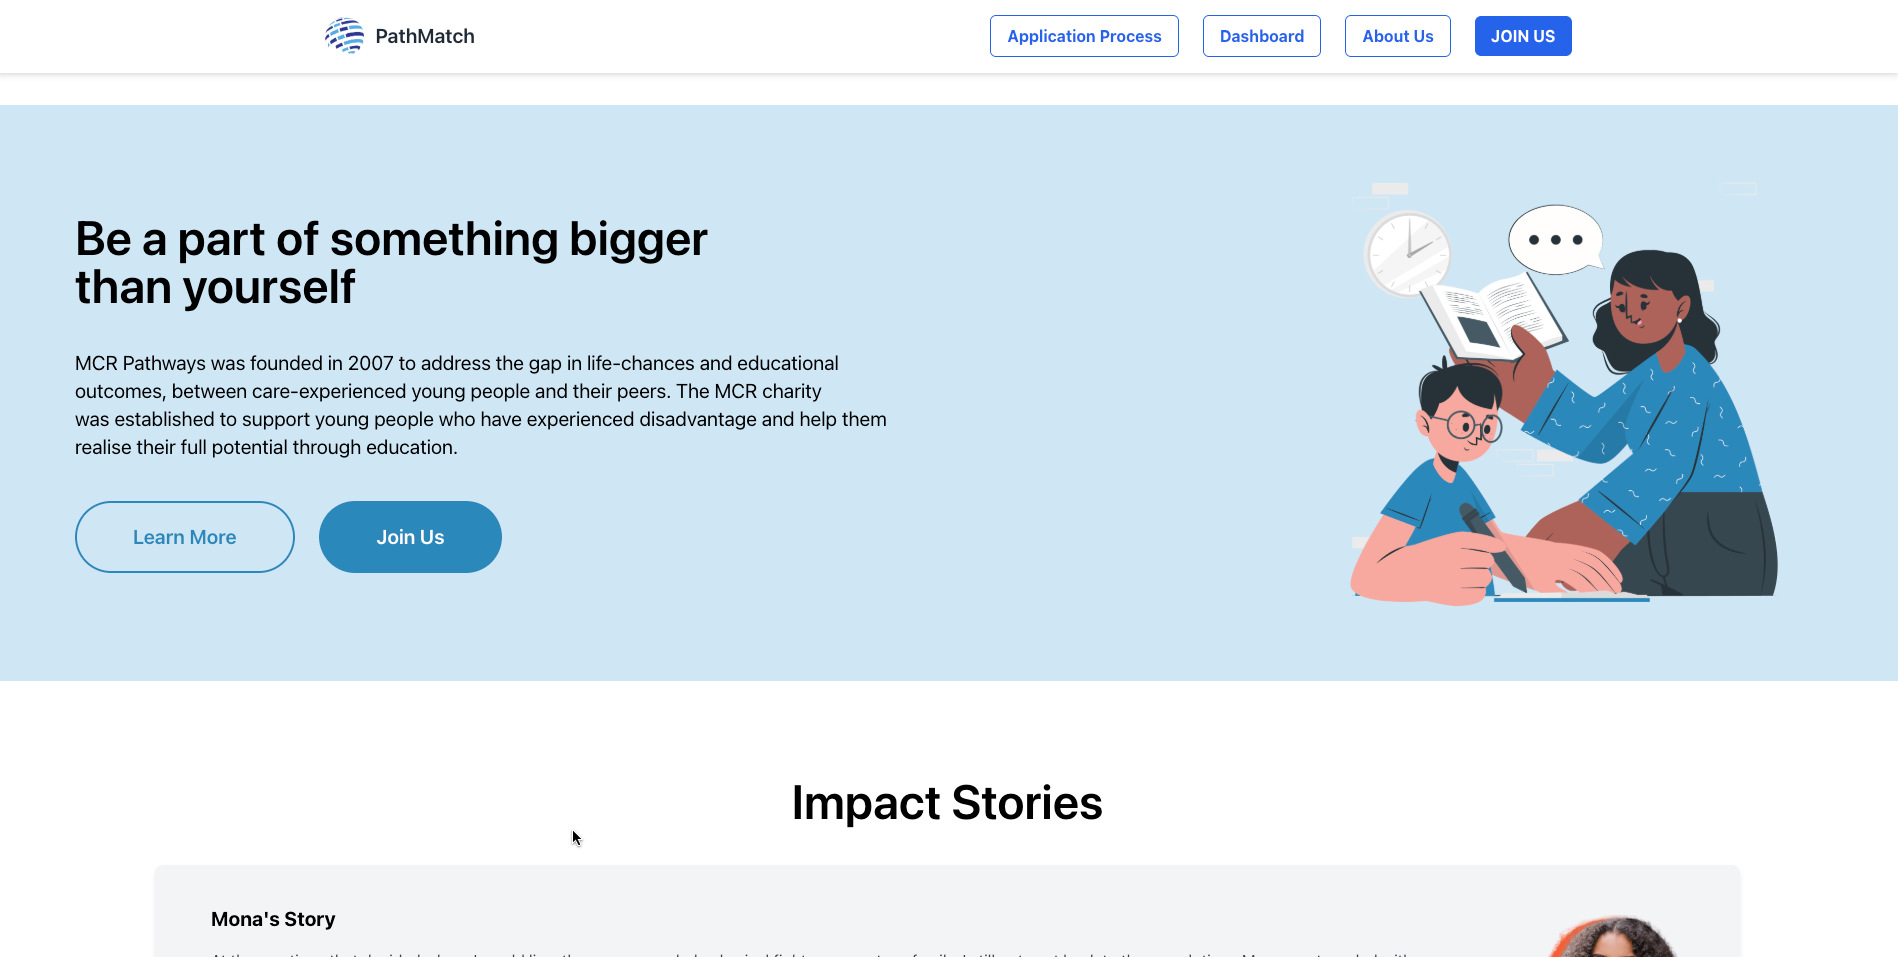 PathMatch
Application Process
Dashboard
About Us
JOIN US
Be a part of something bigger
than yourself
MCR Pathways was founded in 2007 to address the gap in life-chances and educational
outcomes, between care-experienced young people and their peers. The MCR charity
was established to support young people who have experienced disadvantage and help them
realise their full potential through education.
Learn More
Join Us
Impact Stories
Mona's Story